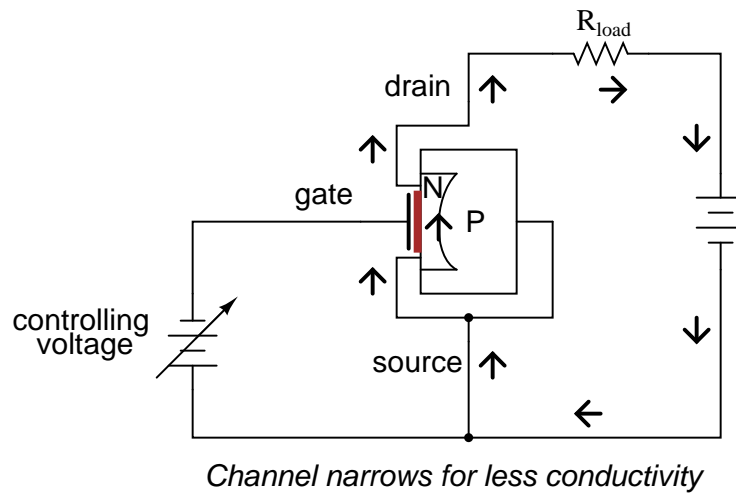 R_load
drain
N
gate
P
controlling
voltage
source
Channel narrows for less conductivity